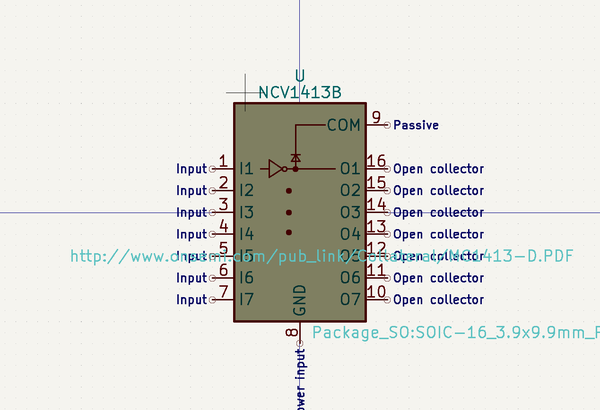 U
NCV1413B
COM 9 Passive
Input 1 I1 O1 16 Open collector
Input 2 I2 O2 15 Open collector
Input 3 I3 O3 14 Open collector
Input 4 I4 O4 13 Open collector
Input 5 I5 O5 12 Open collector
http://www.onsemi.com/pub_link/Collateral/MC1413-D.PDF
Input 6 I6 O6 11 Open collector
Input 7 I7 O7 10 Open collector
GND
8
Package_SO:SOIC-16_3.9x9.9mm_
ower input